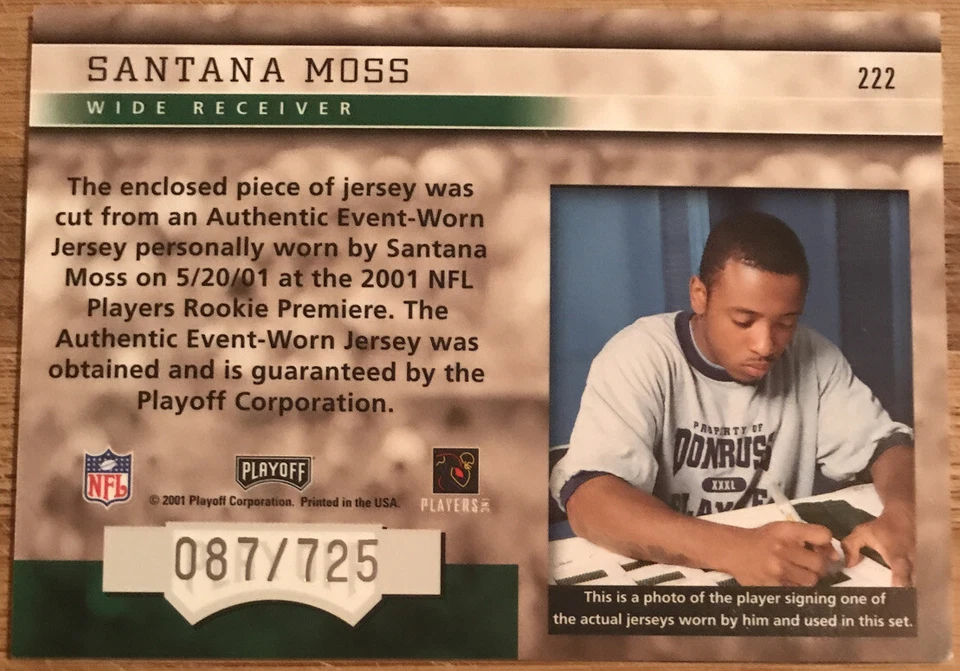 SANTANA MOSS
222
WIDE RECEIVER
The enclosed piece of jersey was
cut from an Authentic Event-Worn
Jersey personally worn by Santana
Moss on 5/20/01 at the 2001 NFL
Players Rookie Premiere. The
Authentic Event-Worn Jersey was
obtained and is guaranteed by the
Playoff Corporation.
PROPERTY OF
DONRUSS
XXXL
PLAYOFF
NFL
PLAYOFF
PLAYERS INC
© 2001 Playoff Corporation. Printed in the USA.
087/725
This is a photo of the player signing one of
the actual jerseys worn by him and used in this set.